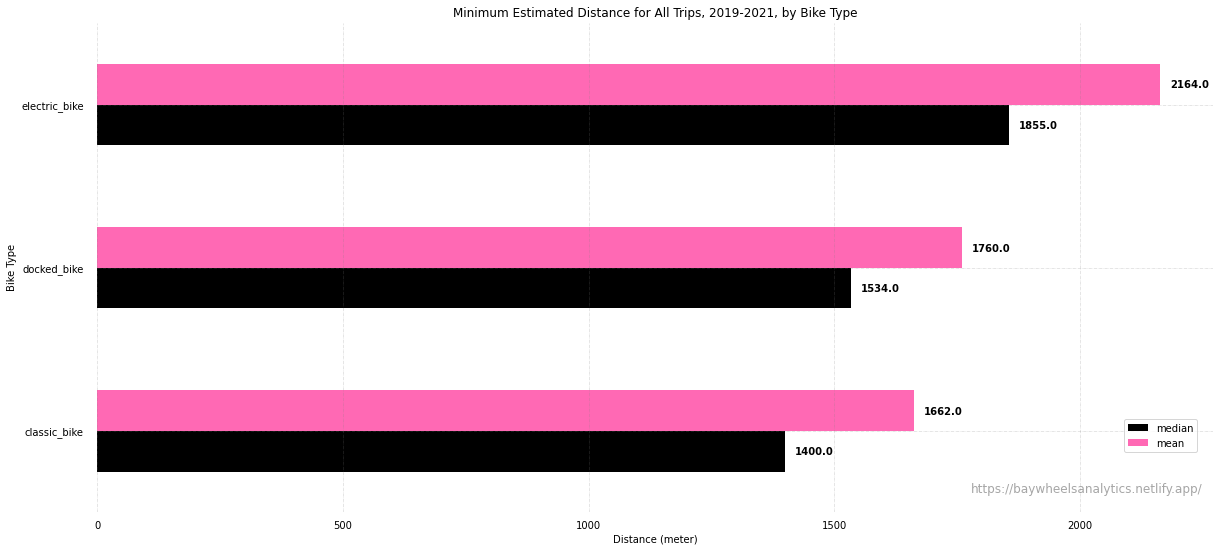 Minimum Estimated Distance for All Trips, 2019-2021, by Bike Type
Bike Type
electric_bike
2164.0
1855.0
docked_bike
1760.0
1534.0
classic_bike
1662.0
1400.0
median
mean
https://baywheelsanalytics.netlify.app/
0 500 1000 1500 2000
Distance (meter)